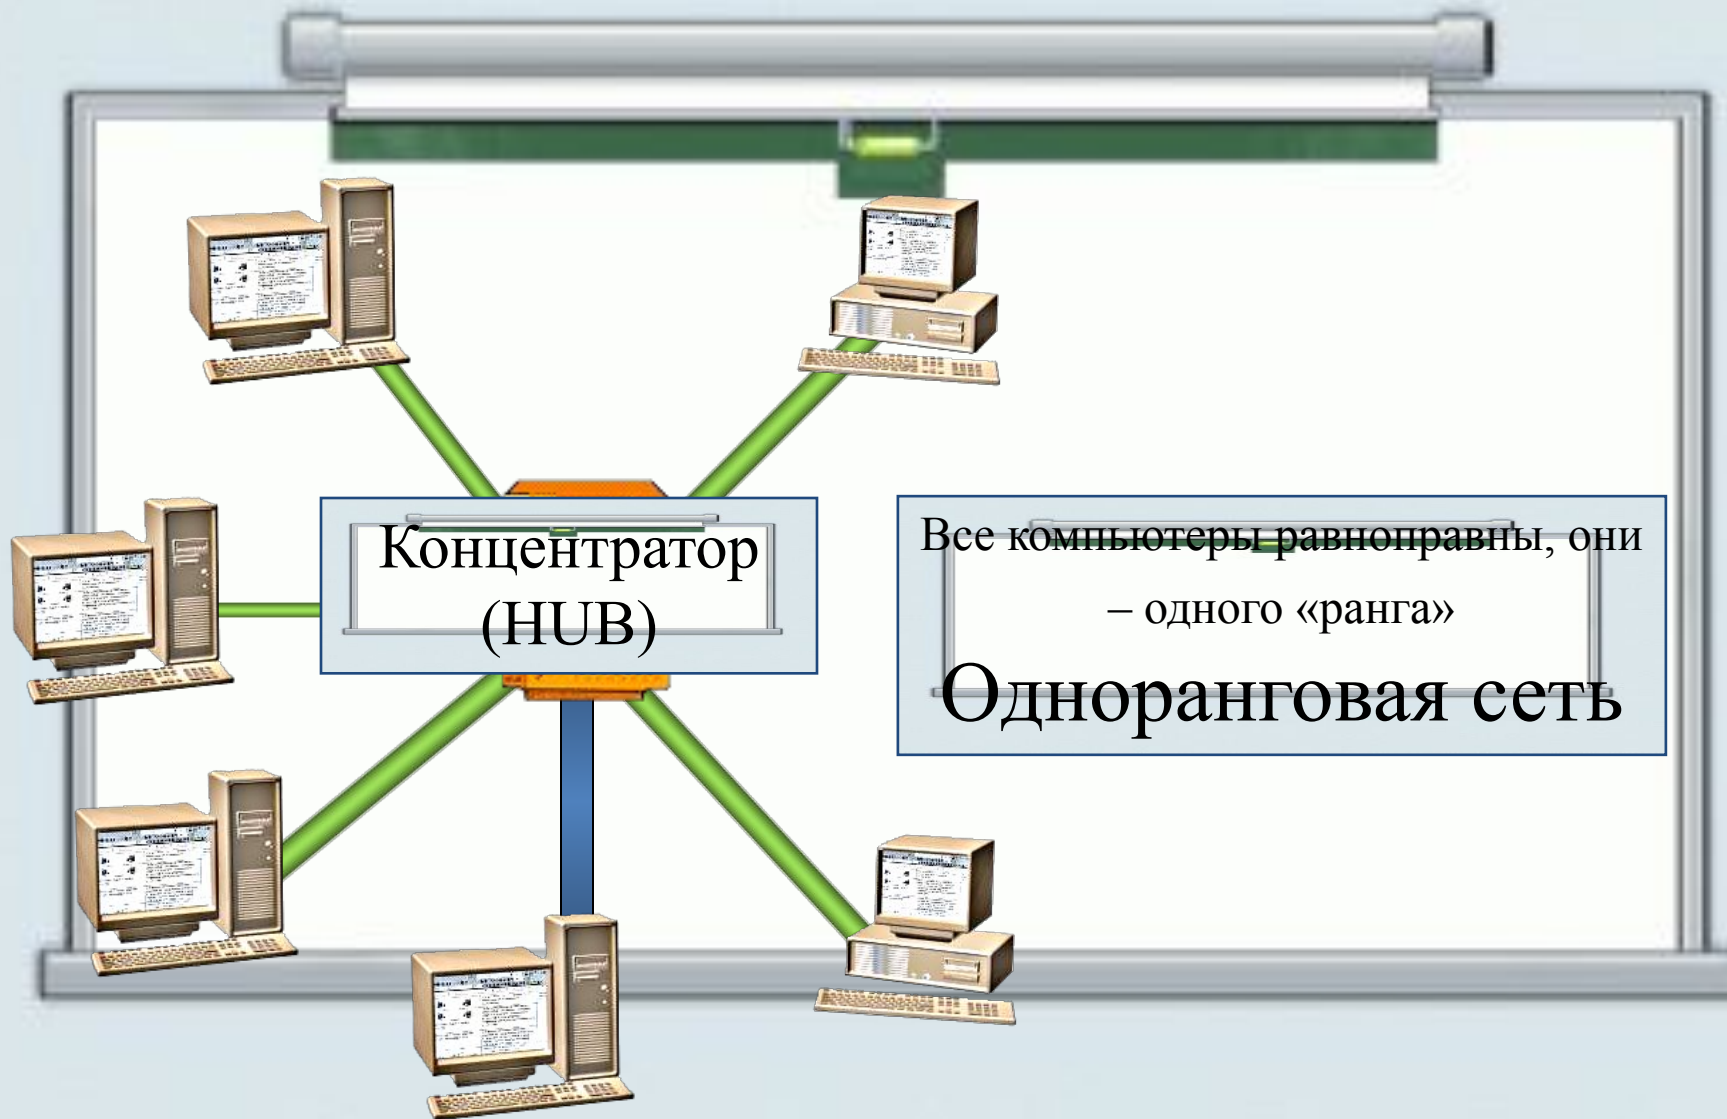 Концентратор
(HUB)
Все компьютеры равноправны, они
– одного «ранга»
Одноранговая сеть